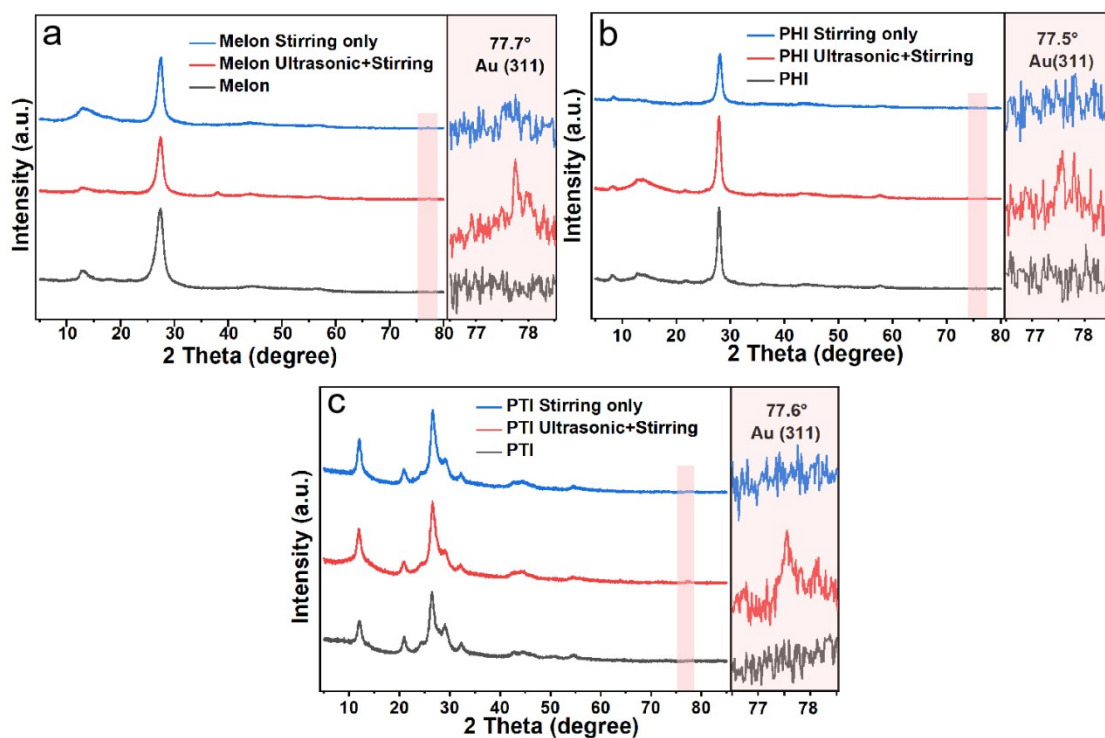 a
Melon Stirring only
Melon Ultrasonic+Stirring
Melon
77.7°
Au (311)
Intensity (a.u.)
10 20 30 40 50 60 70 80 77 78
2 Theta (degree)
b
PHI Stirring only
PHI Ultrasonic+Stirring
PHI
77.5°
Au(311)
Intensity (a.u.)
10 20 30 40 50 60 70 80 77 78
2 Theta (degree)
c
PTI Stirring only
PTI Ultrasonic+Stirring
PTI
77.6°
Au (311)
Intensity (a.u.)
10 20 30 40 50 60 70 80 77 78
2 Theta (degree)